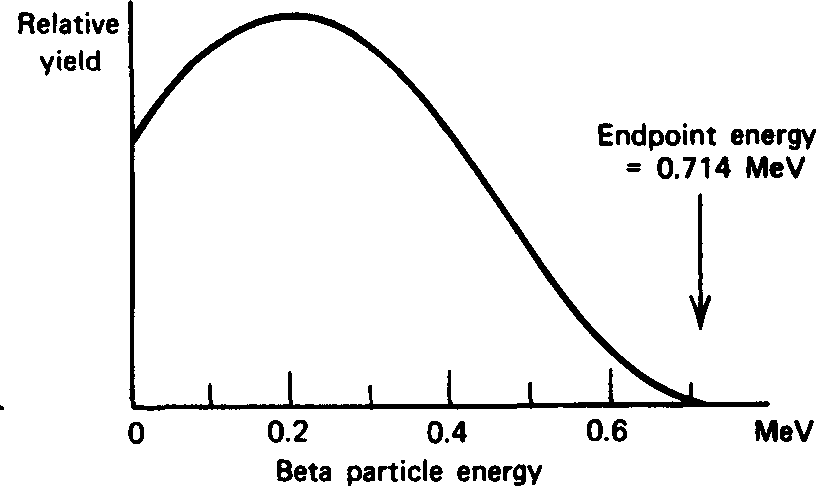 Relative
yield
Endpoint energy
= 0.714 MeV
0 0.2 0.4 0.6 MeV
Beta particle energy